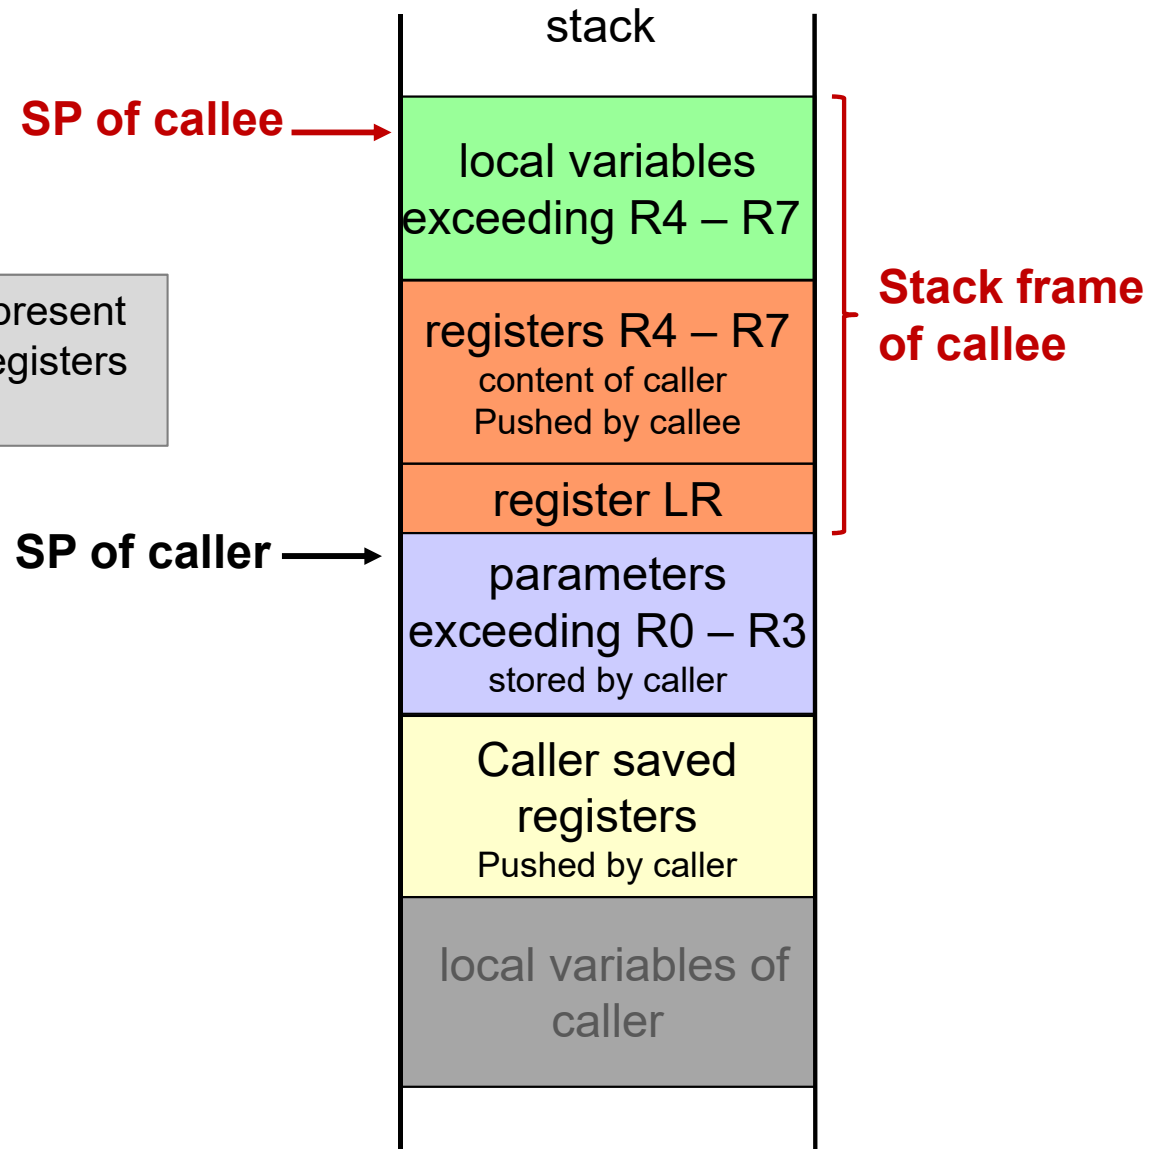 stack
SP of callee
local variables
exceeding R4 – R7
present
registers
registers R4 – R7
content of caller
Pushed by callee
Stack frame
of callee
register LR
SP of caller
parameters
exceeding R0 – R3
stored by caller
Caller saved
registers
Pushed by caller
local variables of
caller